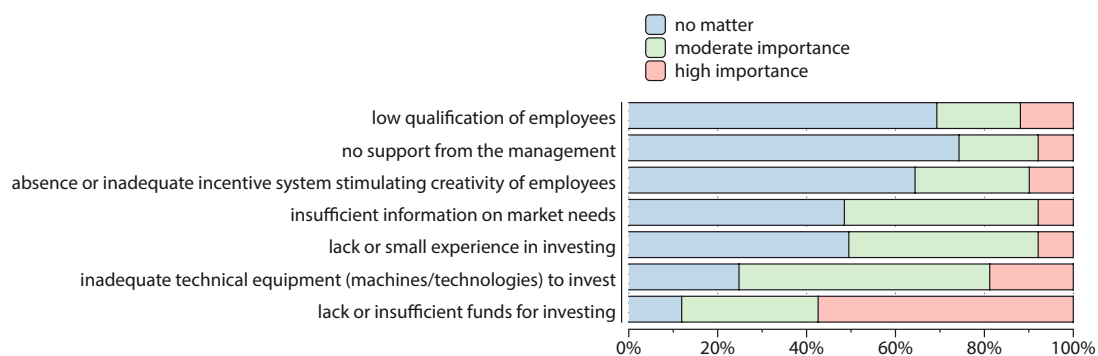 no matter
moderate importance
high importance
low qualification of employees
no support from the management
absence or inadequate incentive system stimulating creativity of employees
insufficient information on market needs
lack or small experience in investing
inadequate technical equipment (machines/technologies) to invest
lack or insufficient funds for investing
0% 20% 40% 60% 80% 100%